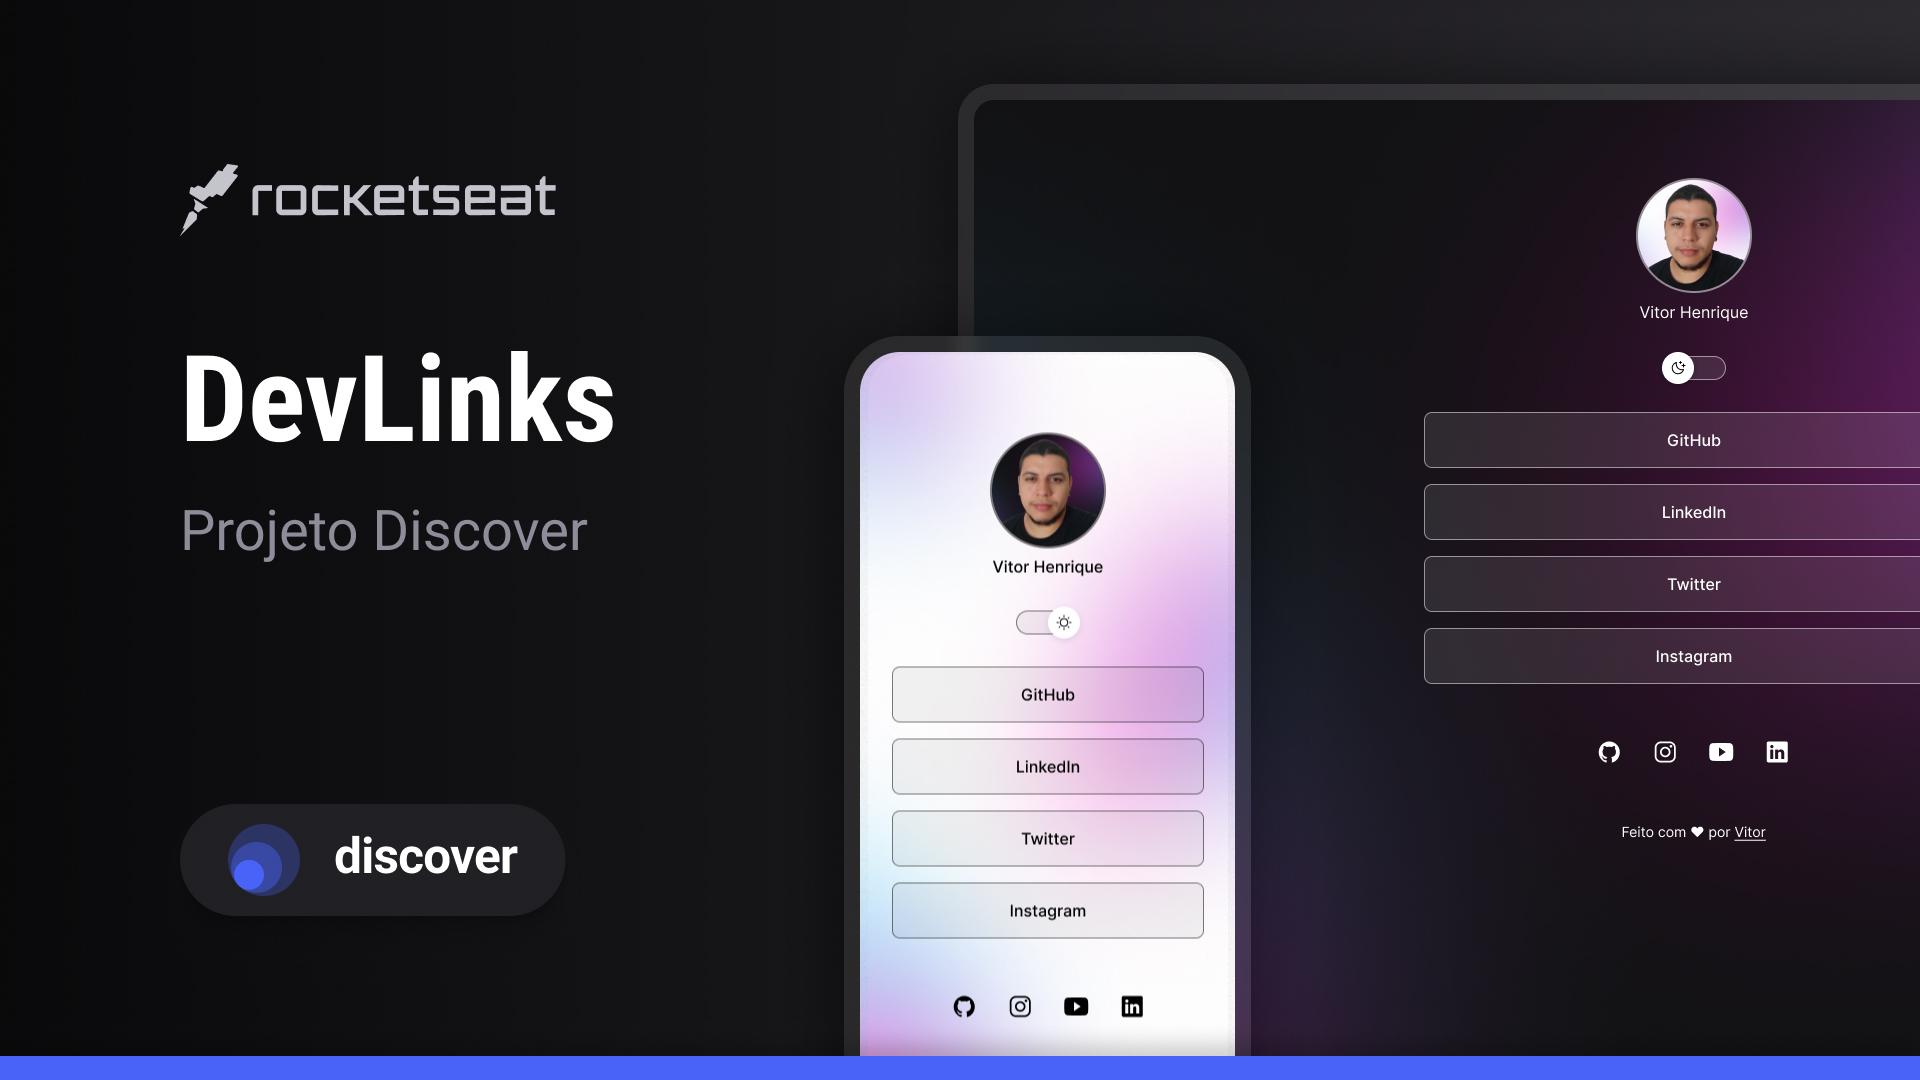 rocketseat
DevLinks
Projeto Discover
discover
Vitor Henrique
GitHub
LinkedIn
Twitter
Instagram
Vitor Henrique
GitHub
LinkedIn
Twitter
Instagram
Feito com ♥ por Vitor